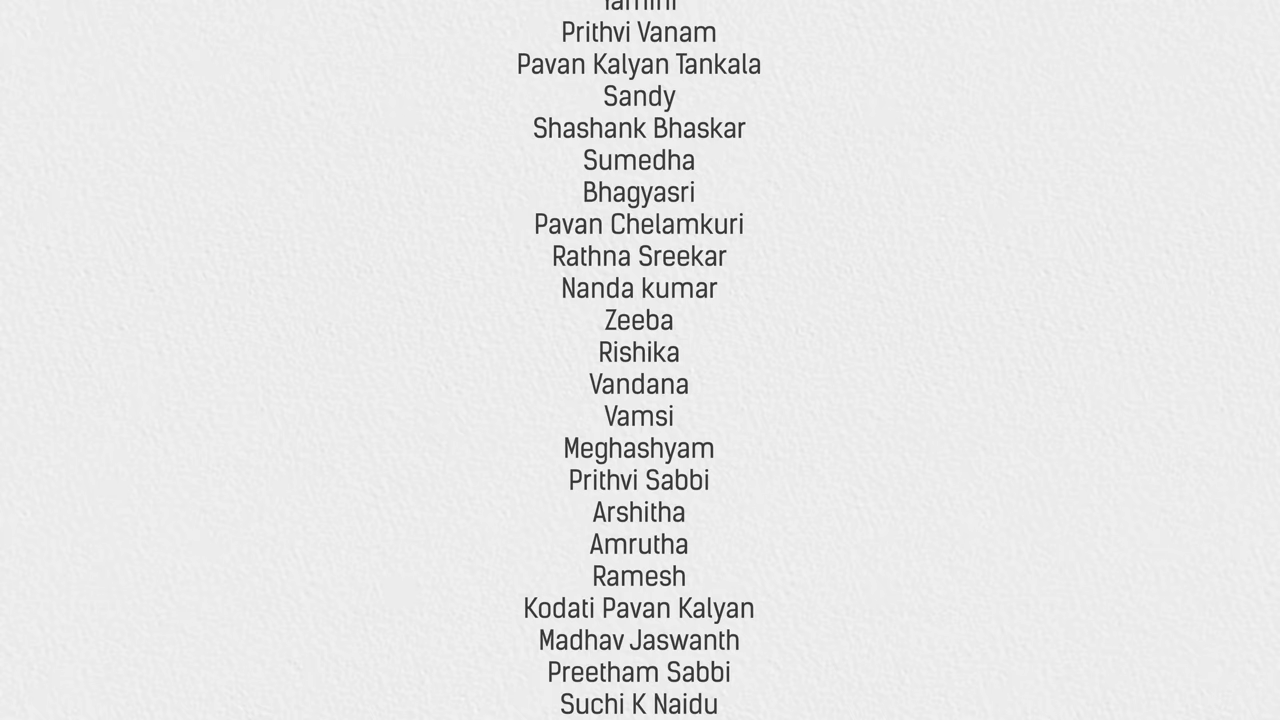 Yamini
Prithvi Vanam
Pavan Kalyan Tankala
Sandy
Shashank Bhaskar
Sumedha
Bhagyasri
Pavan Chelamkuri
Rathna Sreekar
Nanda kumar
Zeeba
Rishika
Vandana
Vamsi
Meghashyam
Prithvi Sabbi
Arshitha
Amrutha
Ramesh
Kodati Pavan Kalyan
Madhav Jaswanth
Preetham Sabbi
Suchi K Naidu